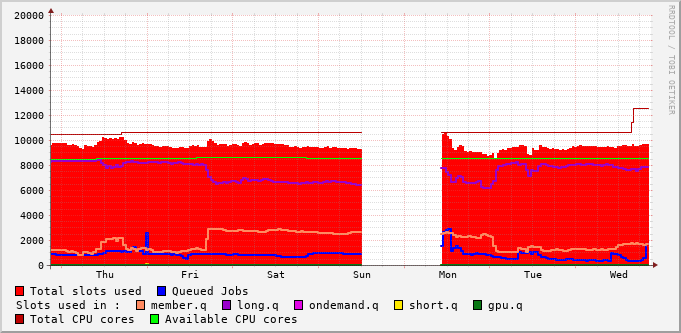 RRDTOOL / TOBI OETIKER
20000
18000
16000
14000
12000
10000
8000
6000
4000
2000
0
Thu Fri Sat Sun Mon Tue Wed
Total slots used Queued Jobs
Slots used in : member.q long.q ondemand.q short.q gpu.q
Total CPU cores Available CPU cores